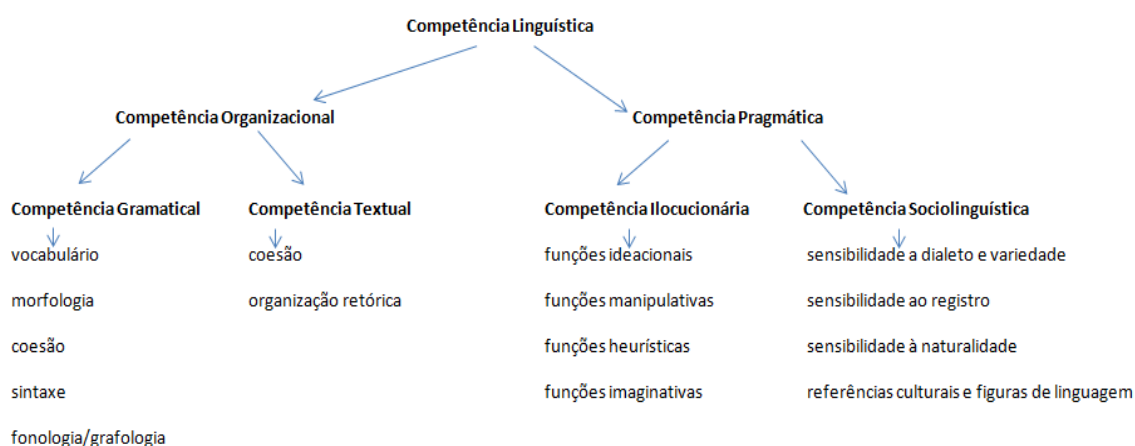 Competência Linguística
Competência Organizacional
Competência Pragmática
Competência Gramatical
vocabulário
morfologia
coesão
sintaxe
fonologia/grafologia
Competência Textual
coesão
organização retórica
Competência Ilocucionária
funções ideacionais
funções manipulativas
funções heurísticas
funções imaginativas
Competência Sociolinguística
sensibilidade a dialeto e variedade
sensibilidade ao registro
sensibilidade à naturalidade
referências culturais e figuras de linguagem